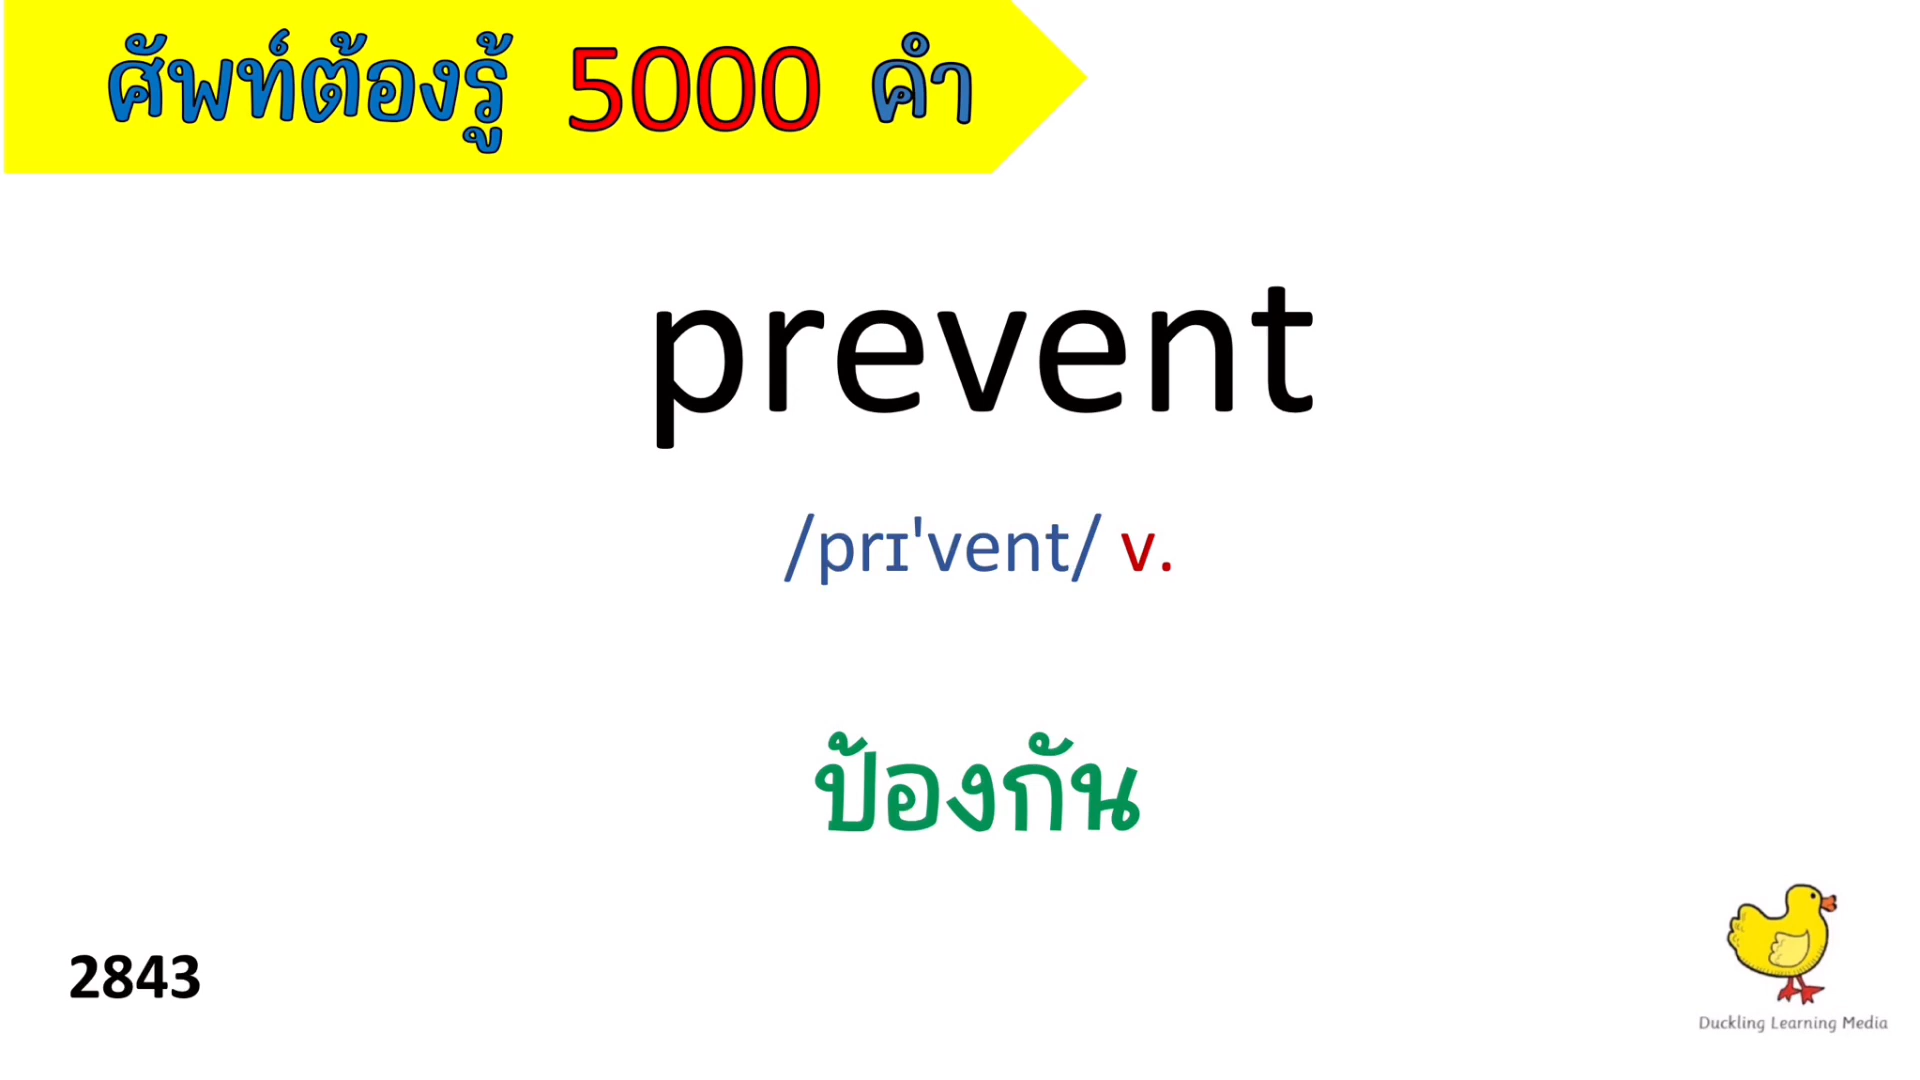 ศัพท์ต้องรู้ 5000 คำ
prevent
/prɪ'vent/ v.
ป้องกัน
2843
Duckling Learning Media